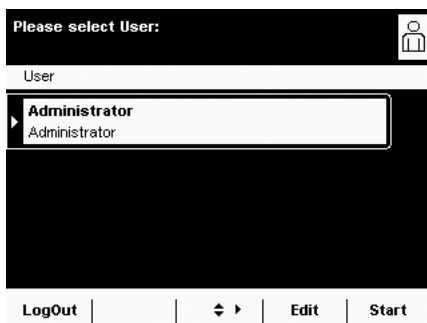 Please select User:
User
Administrator
Administrator
LogOut Edit Start